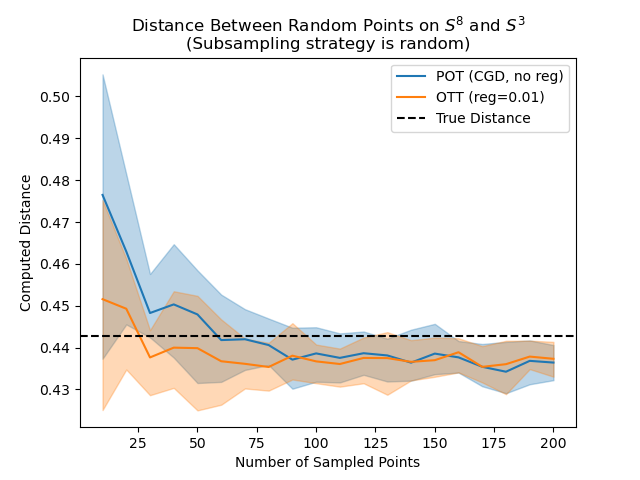 Distance Between Random Points on $S^8$ and $S^3$
(Subsampling strategy is random)
POT (CGD, no reg)
OTT (reg=0.01)
True Distance
Computed Distance
0.50
0.49
0.48
0.47
0.46
0.45
0.44
0.43
25 50 75 100 125 150 175 200
Number of Sampled Points